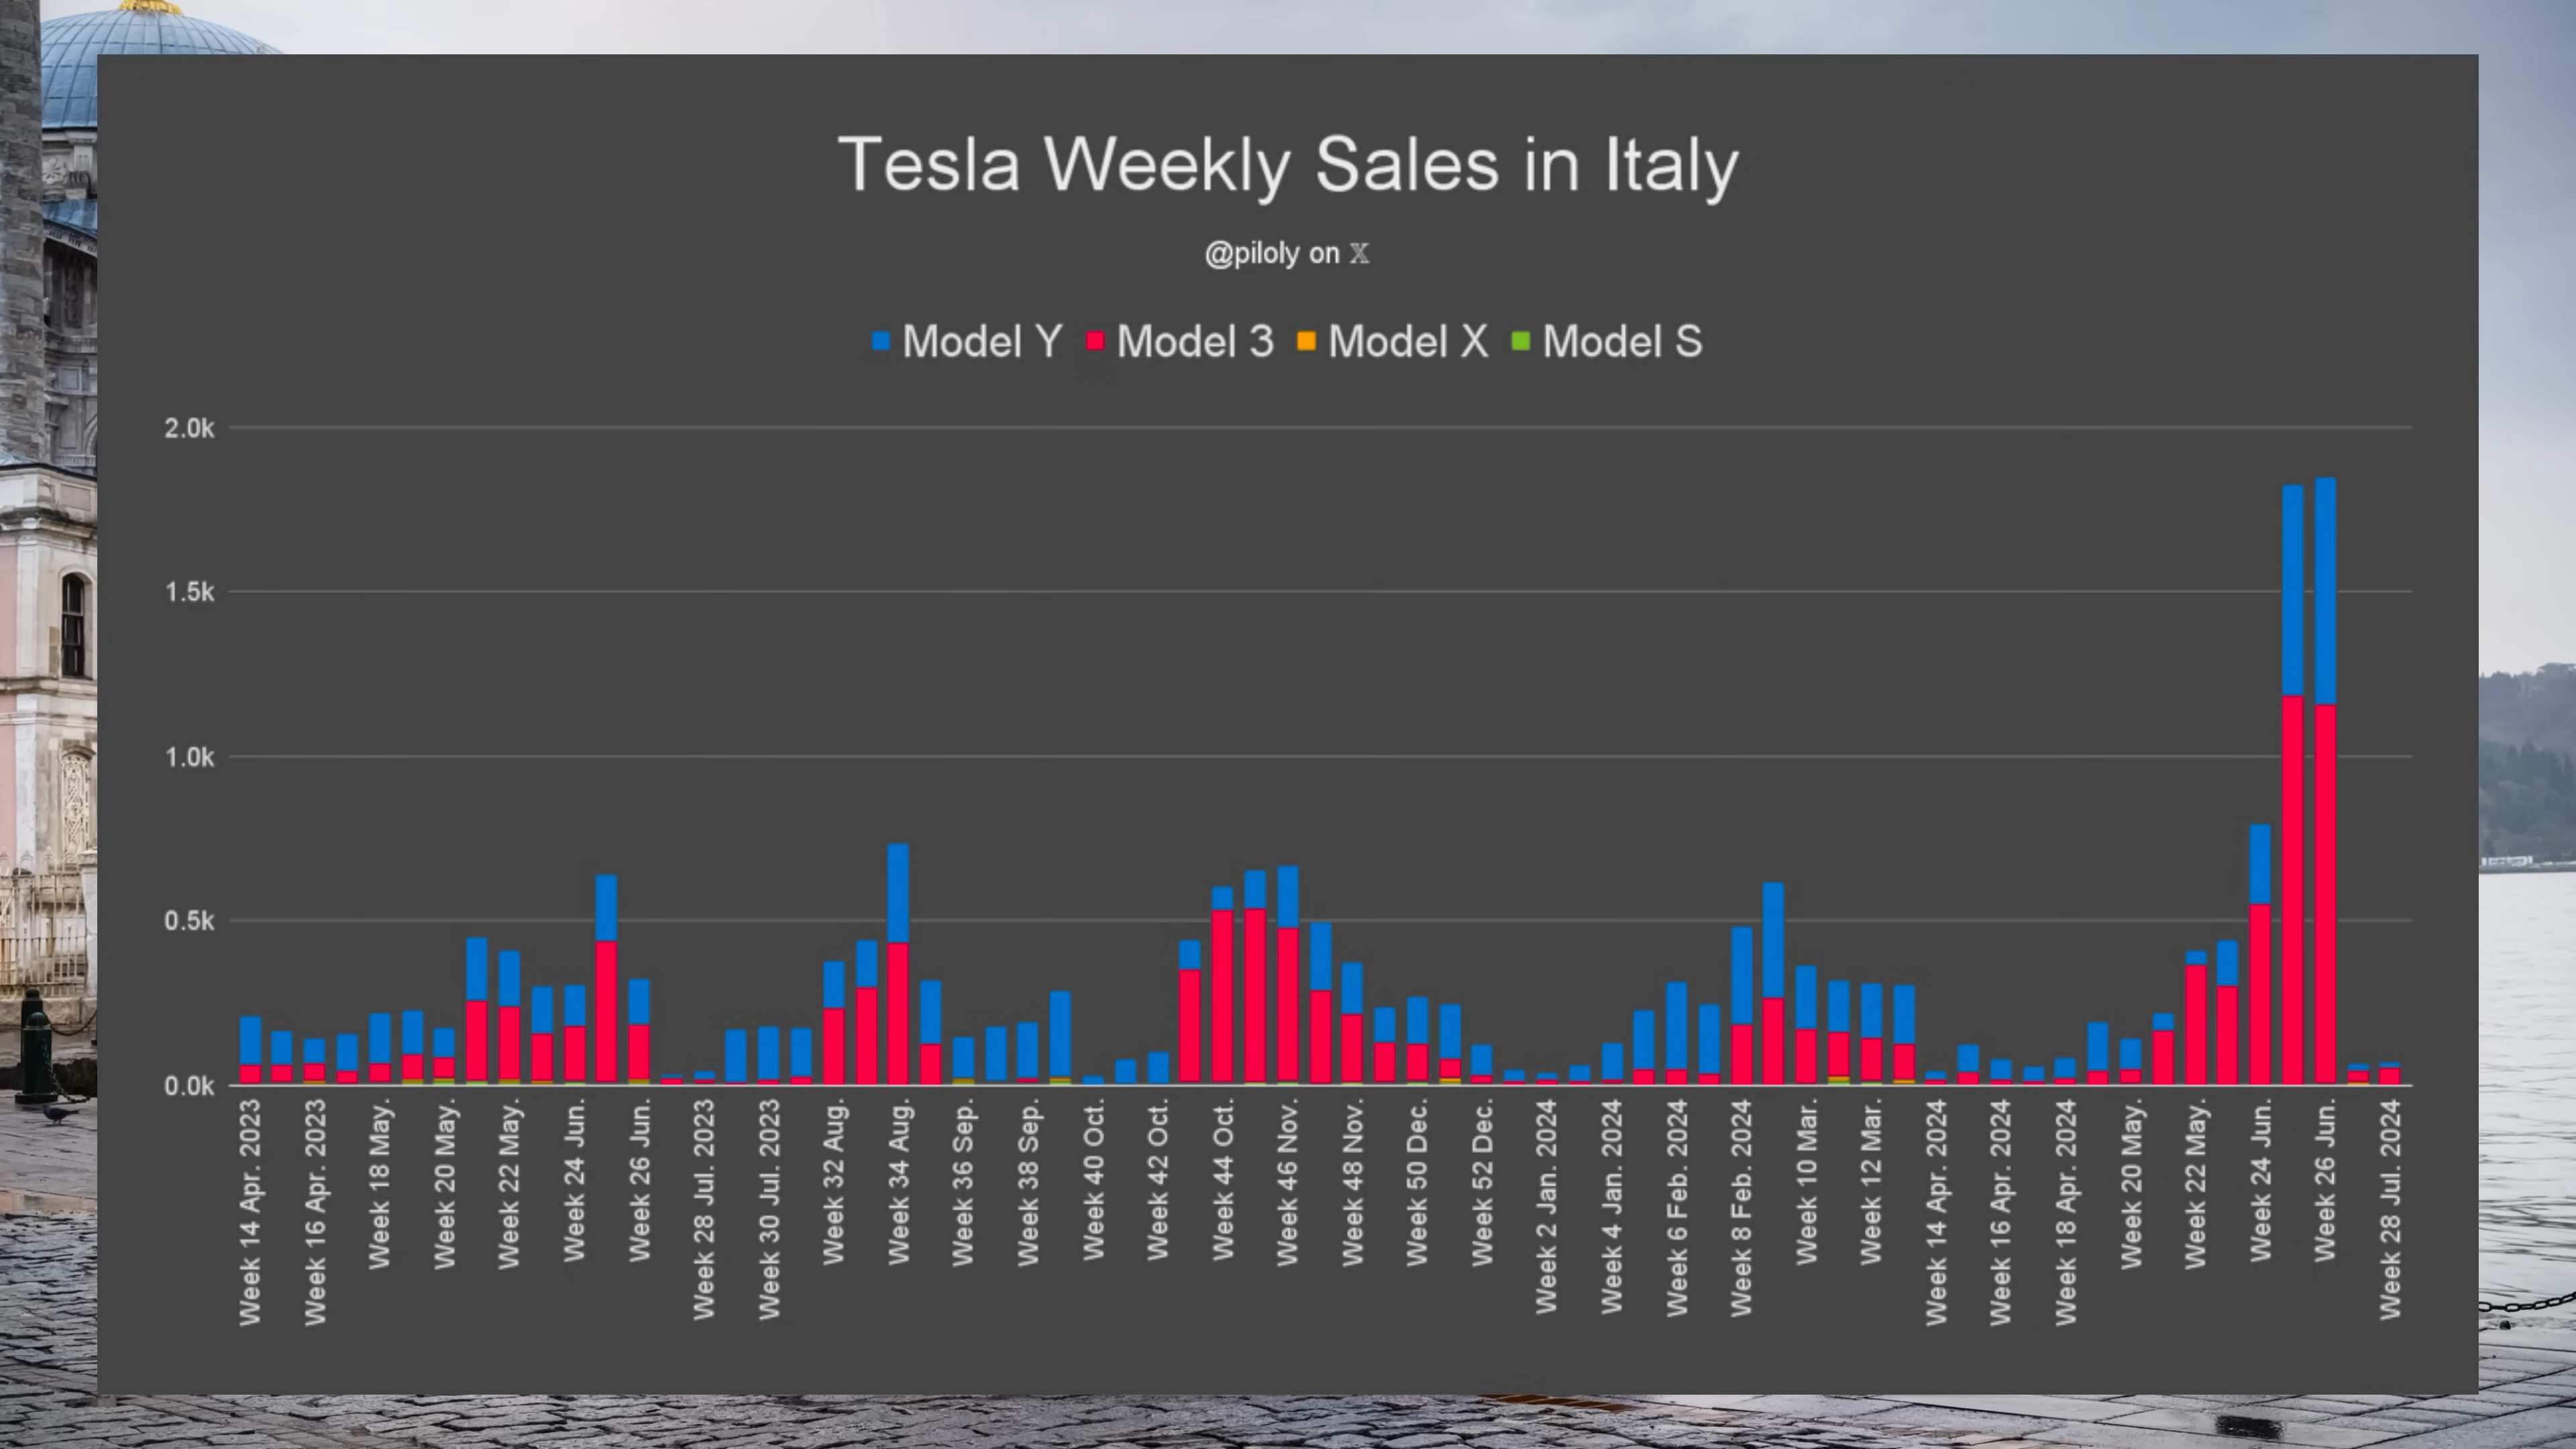 Tesla Weekly Sales in Italy
@piloly on 𝕏
Model Y Model 3 Model X Model S
2.0k
1.5k
1.0k
0.5k
0.0k
Week 14 Apr. 2023
Week 16 Apr. 2023
Week 18 May.
Week 20 May.
Week 22 May.
Week 24 Jun.
Week 26 Jun.
Week 28 Jul. 2023
Week 30 Jul. 2023
Week 32 Aug.
Week 34 Aug.
Week 36 Sep.
Week 38 Sep.
Week 40 Oct.
Week 42 Oct.
Week 44 Oct.
Week 46 Nov.
Week 48 Nov.
Week 50 Dec.
Week 52 Dec.
Week 2 Jan. 2024
Week 4 Jan. 2024
Week 6 Feb. 2024
Week 8 Feb. 2024
Week 10 Mar.
Week 12 Mar.
Week 14 Apr. 2024
Week 16 Apr. 2024
Week 18 Apr. 2024
Week 20 May.
Week 22 May.
Week 24 Jun.
Week 26 Jun.
Week 28 Jul. 2024